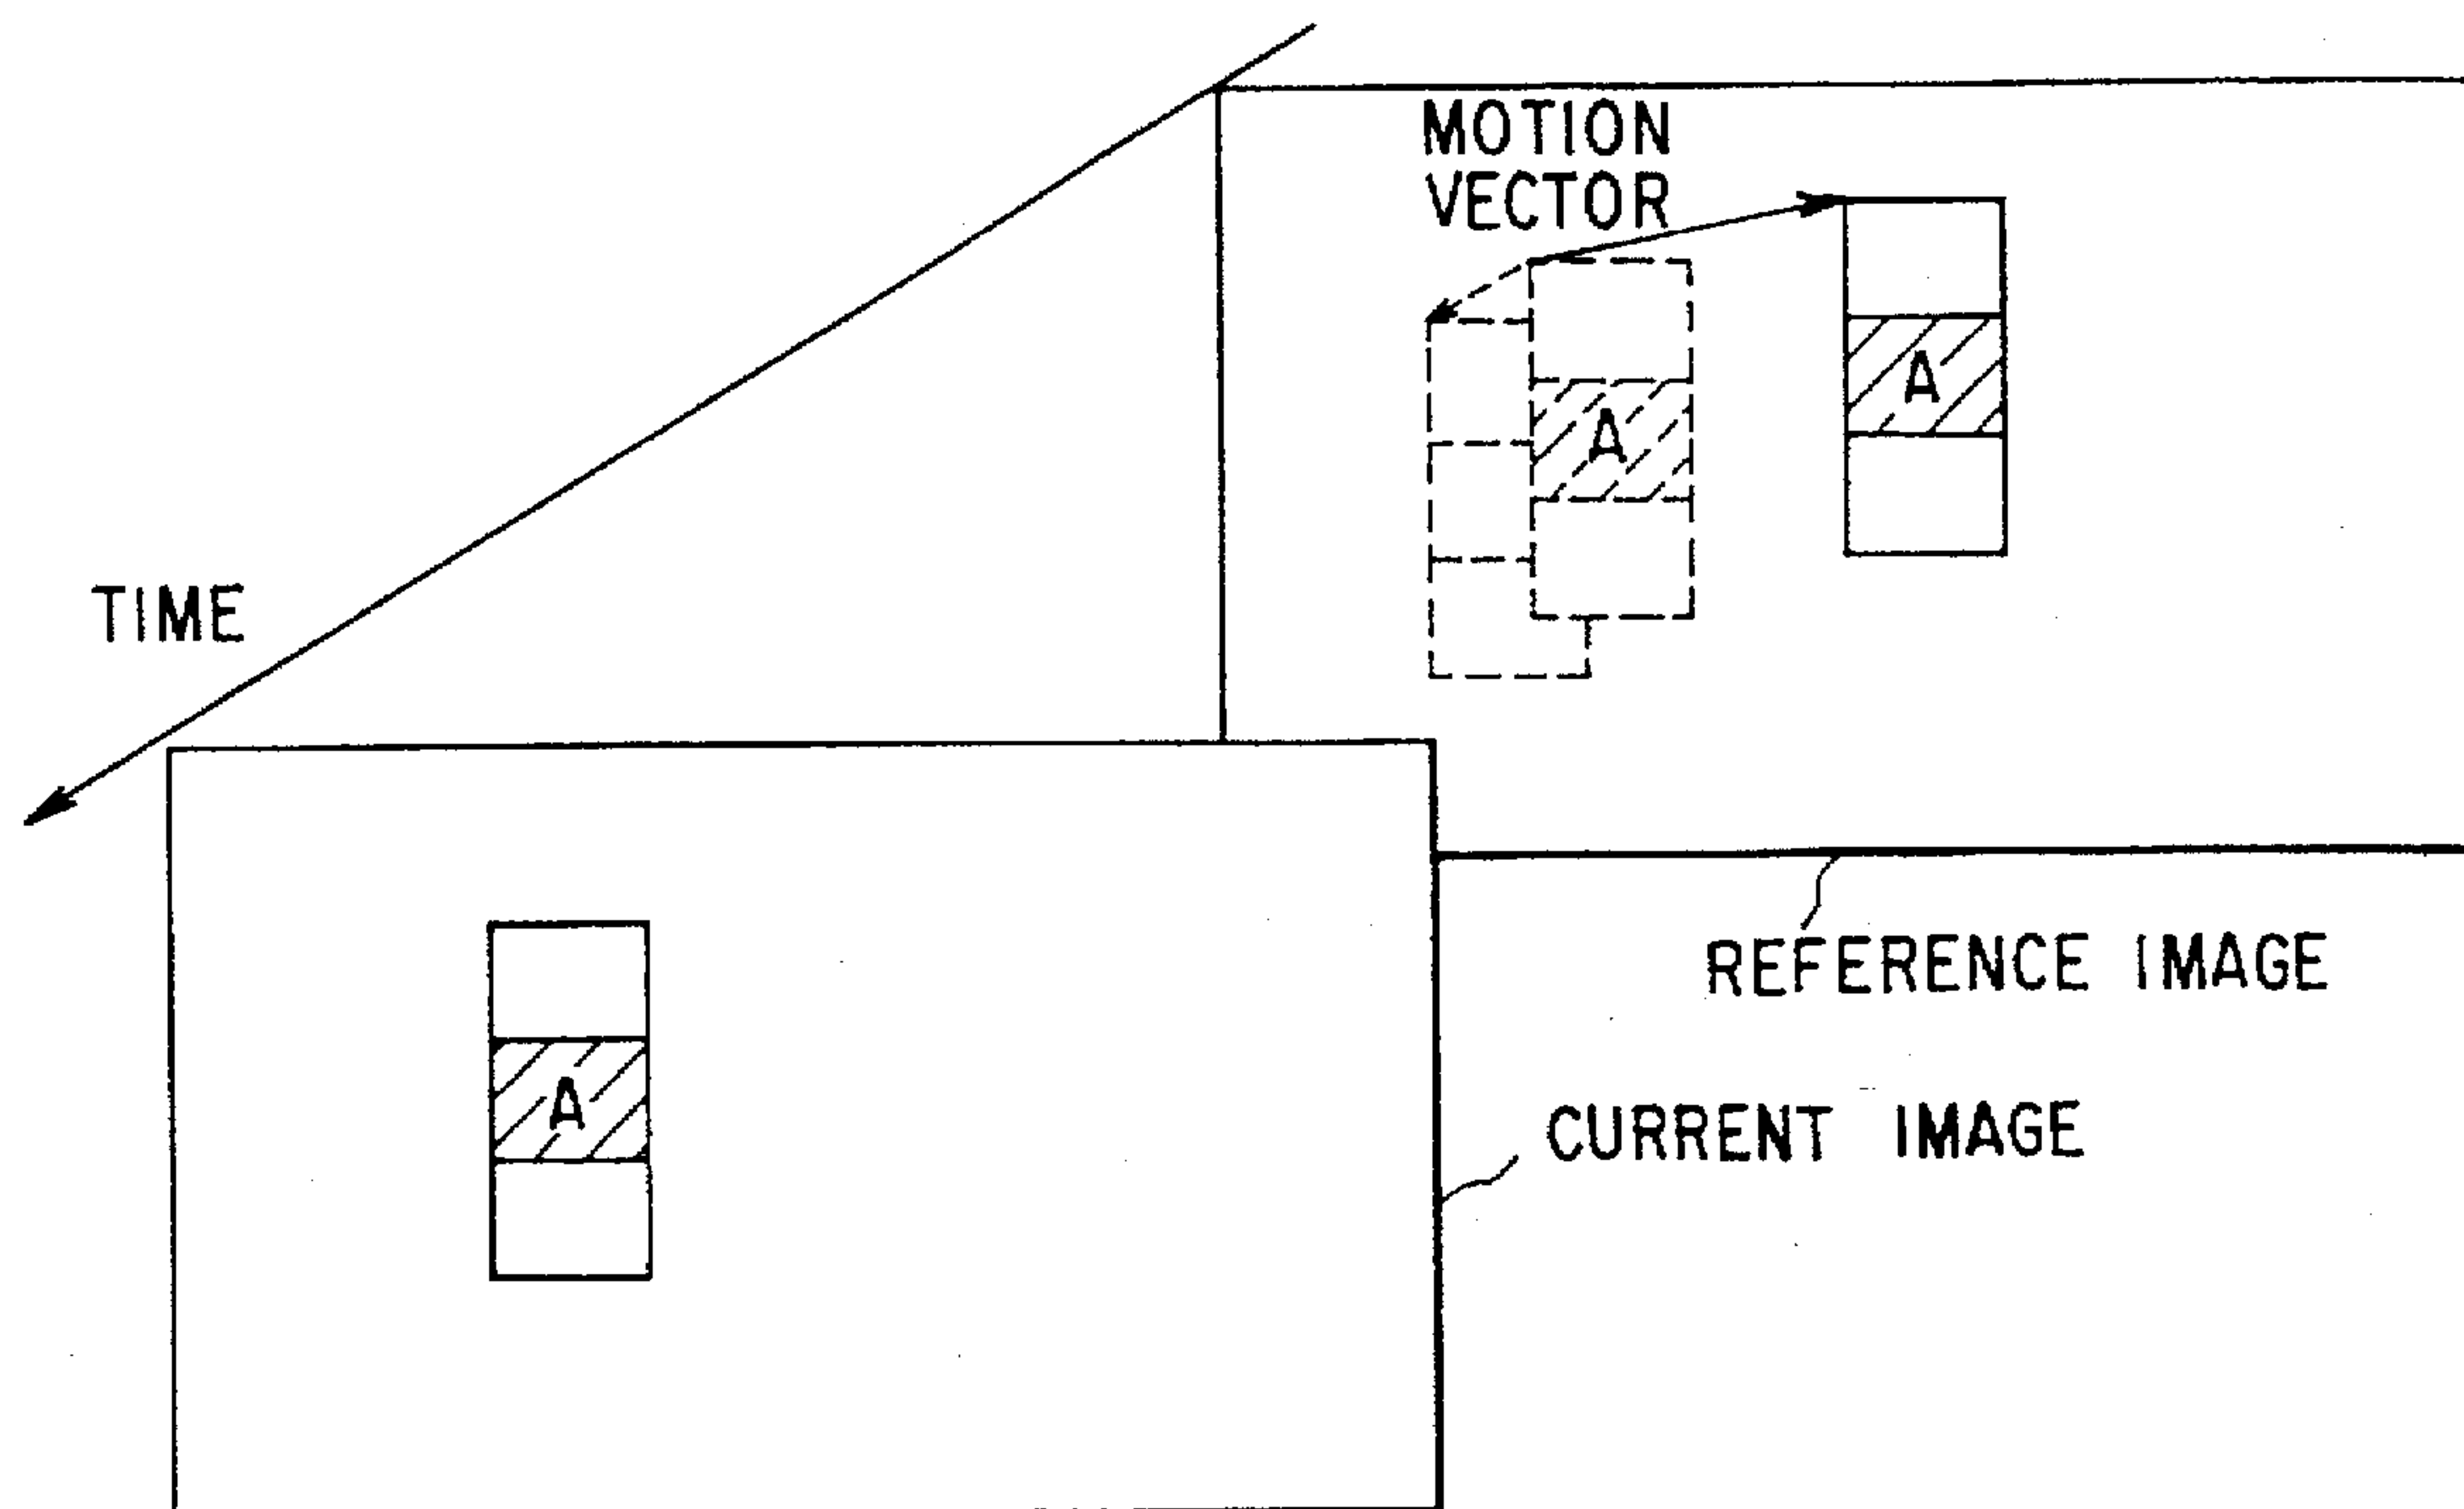 MOTION
VECTOR
A
A
TIME
REFERENCE IMAGE
A
CURRENT IMAGE